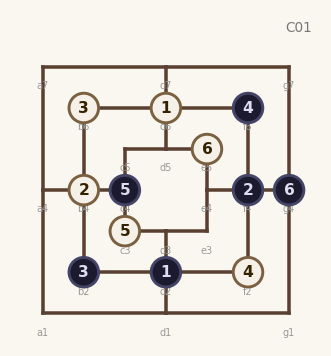 C01
a7 d7 g7
3 1 4
b6 d6 f6
6
c5 d5 e5
2 5 2 6
a4 b4 c4 e4 f4 g4
5
c3 d3 e3
3 1 4
b2 d2 f2
a1 d1 g1